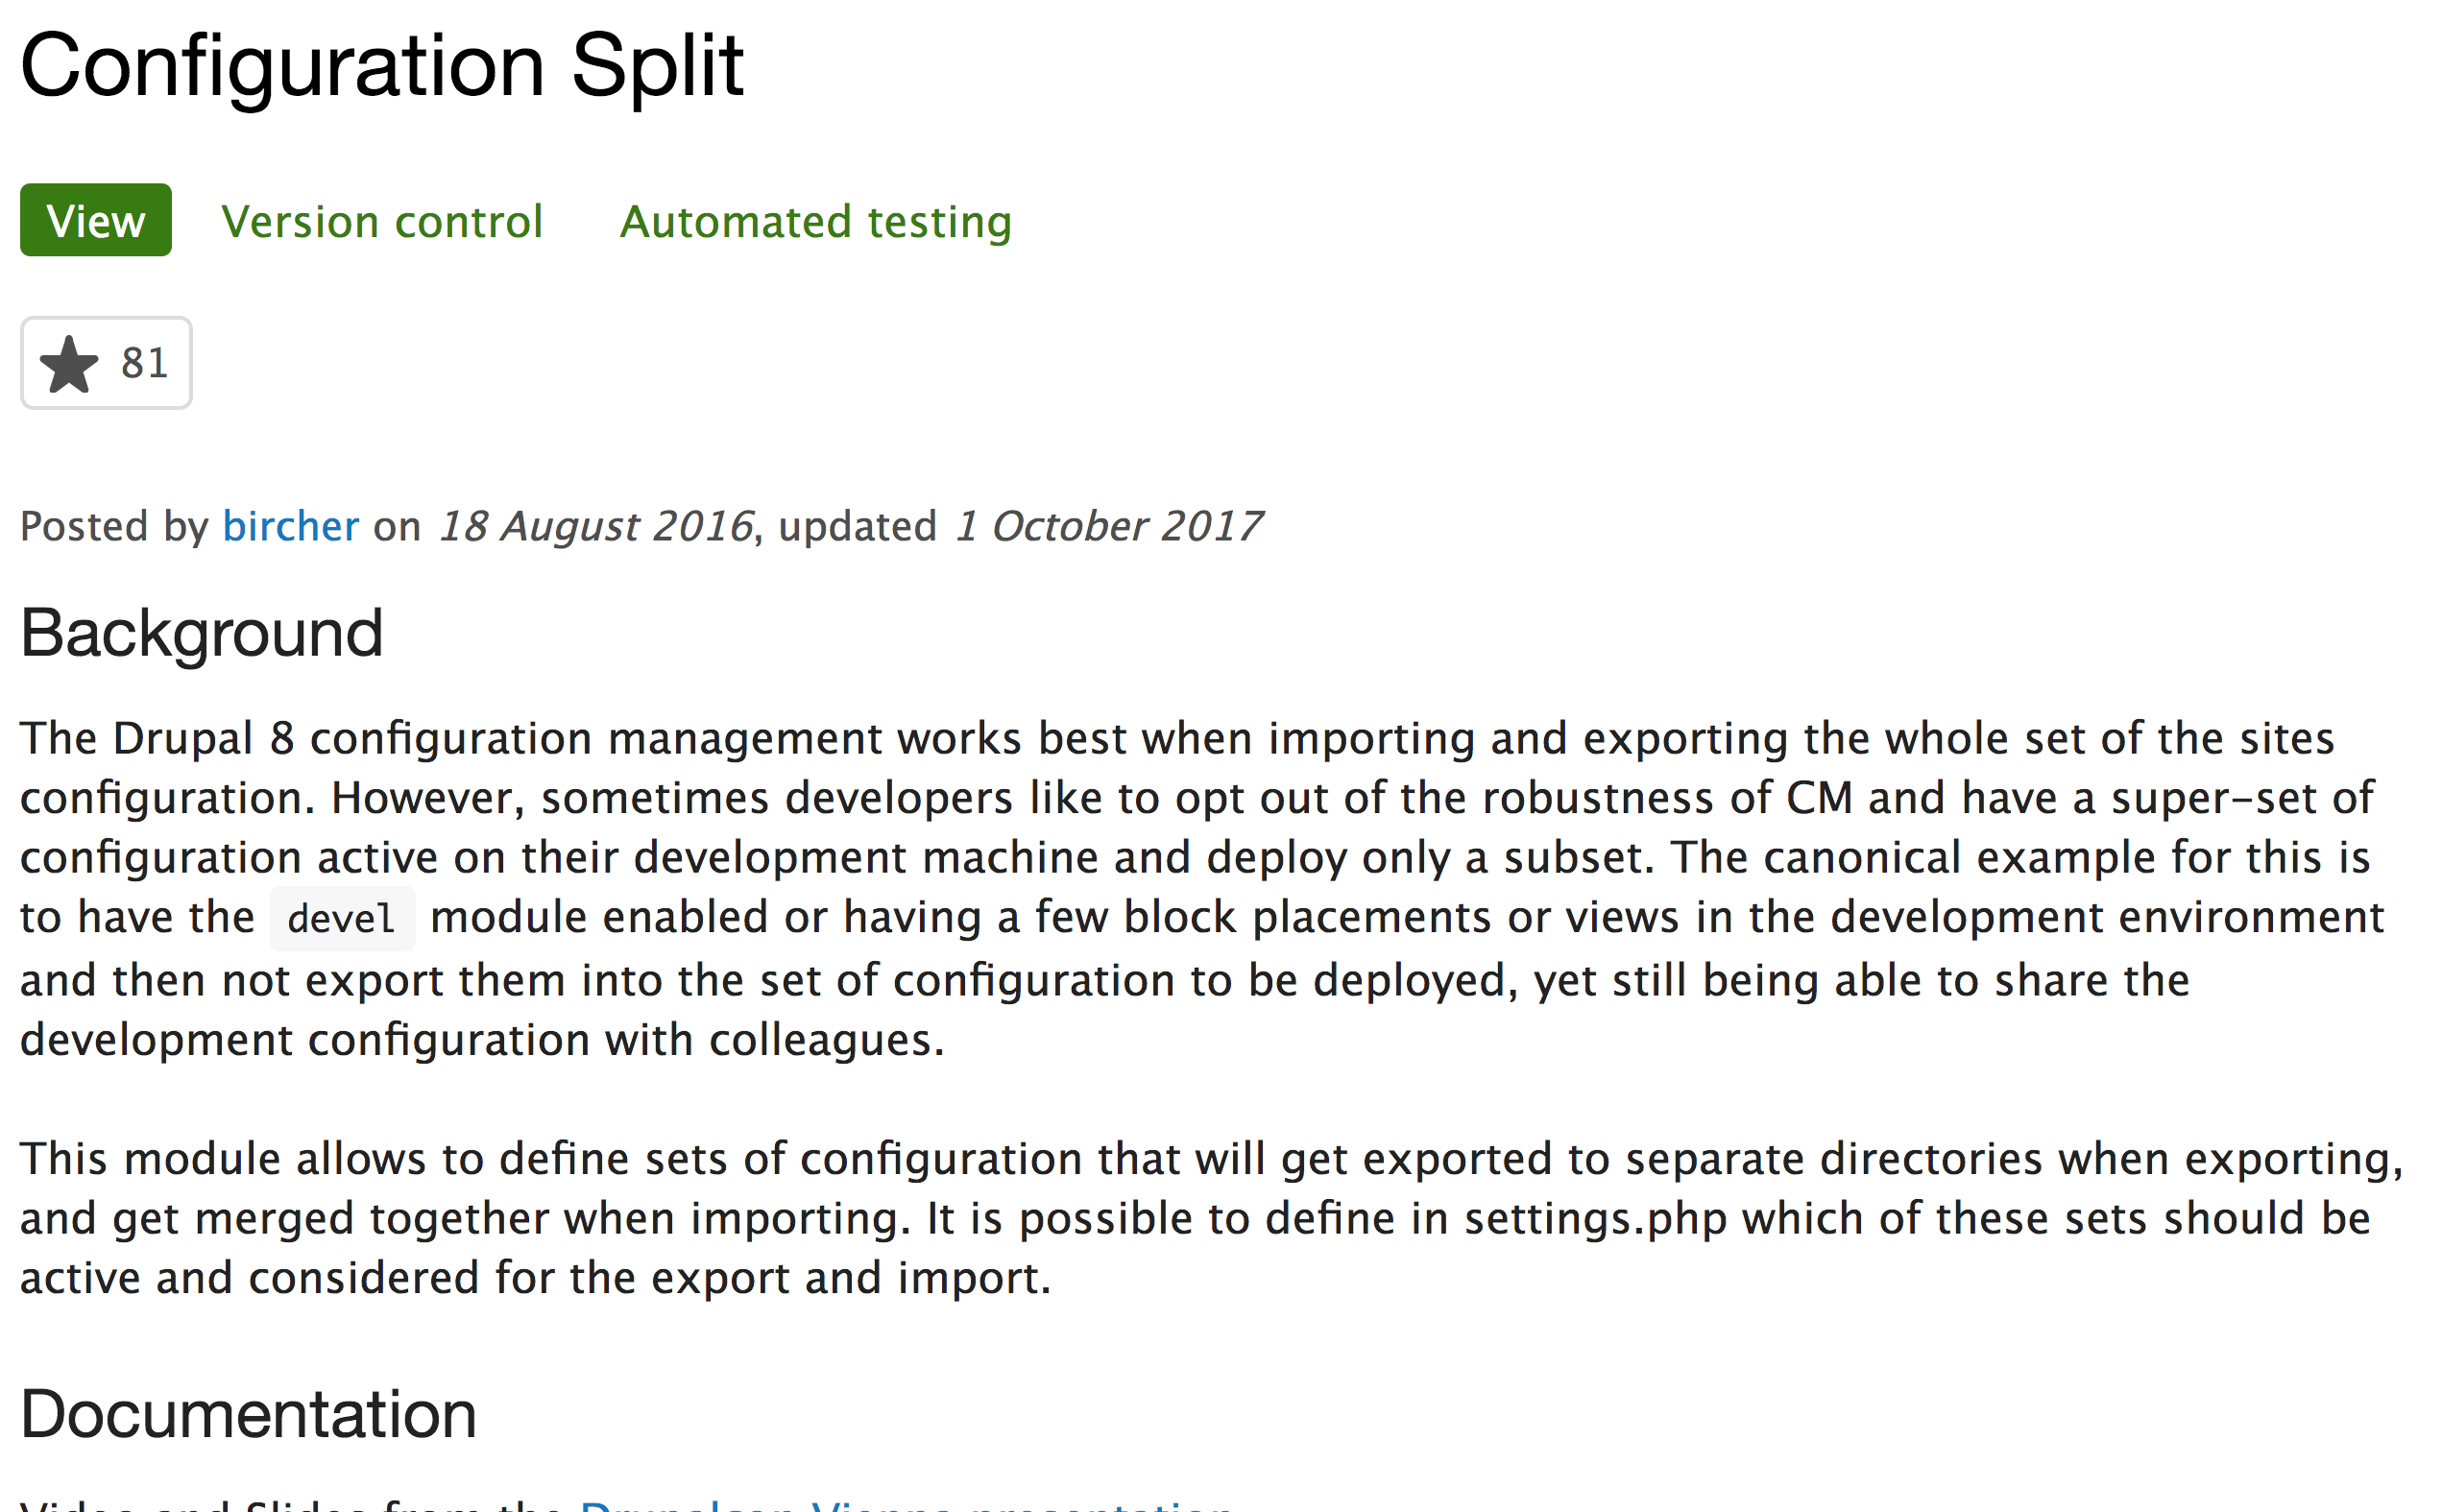 Configuration Split
View Version control Automated testing
81
Posted by bircher on 18 August 2016, updated 1 October 2017
Background
The Drupal 8 configuration management works best when importing and exporting the whole set of the sites
configuration. However, sometimes developers like to opt out of the robustness of CM and have a super-set of
configuration active on their development machine and deploy only a subset. The canonical example for this is
to have the devel module enabled or having a few block placements or views in the development environment
and then not export them into the set of configuration to be deployed, yet still being able to share the
development configuration with colleagues.
This module allows to define sets of configuration that will get exported to separate directories when exporting,
and get merged together when importing. It is possible to define in settings.php which of these sets should be
active and considered for the export and import.
Documentation
Video and Slides from the Drupalcon Vienna presentation